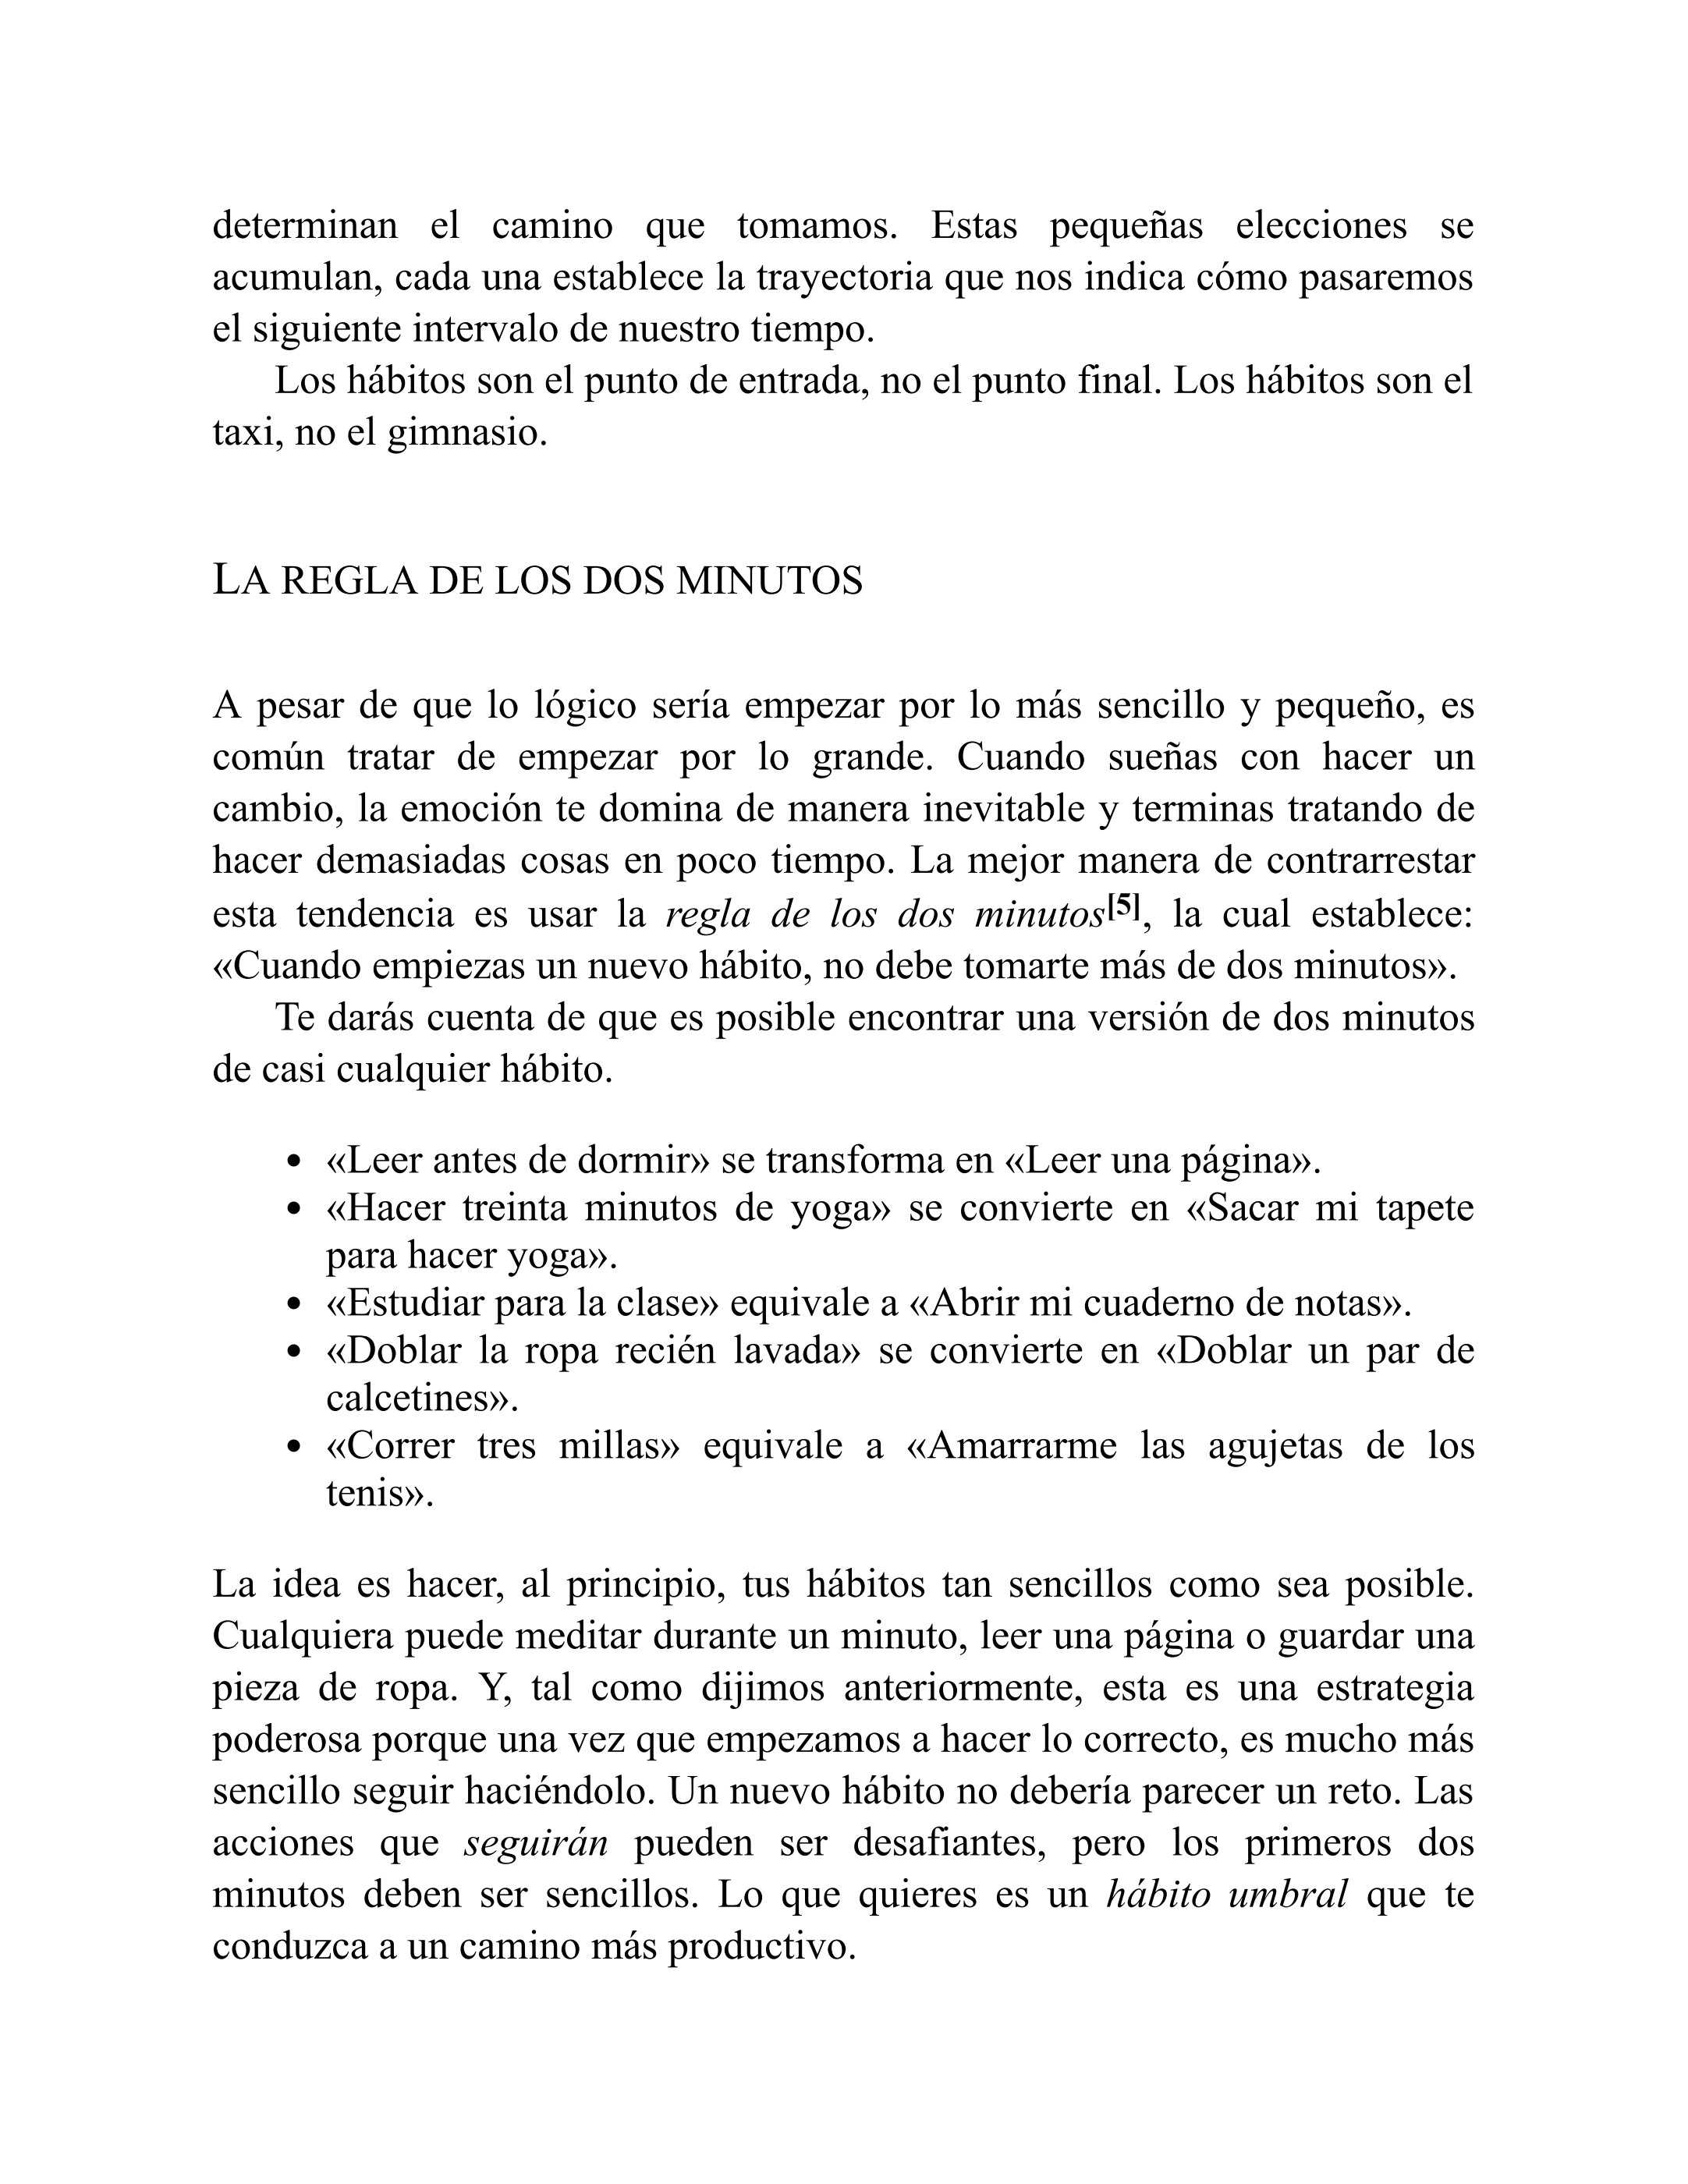 determinan el camino que tomamos. Estas pequeñas elecciones se
acumulan, cada una establece la trayectoria que nos indica cómo pasaremos
el siguiente intervalo de nuestro tiempo.
Los hábitos son el punto de entrada, no el punto final. Los hábitos son el
taxi, no el gimnasio.
LA REGLA DE LOS DOS MINUTOS
A pesar de que lo lógico sería empezar por lo más sencillo y pequeño, es
común tratar de empezar por lo grande. Cuando sueñas con hacer un
cambio, la emoción te domina de manera inevitable y terminas tratando de
hacer demasiadas cosas en poco tiempo. La mejor manera de contrarrestar
esta tendencia es usar la regla de los dos minutos[5], la cual establece:
«Cuando empiezas un nuevo hábito, no debe tomarte más de dos minutos».
Te darás cuenta de que es posible encontrar una versión de dos minutos
de casi cualquier hábito.
• «Leer antes de dormir» se transforma en «Leer una página».
• «Hacer treinta minutos de yoga» se convierte en «Sacar mi tapete
para hacer yoga».
• «Estudiar para la clase» equivale a «Abrir mi cuaderno de notas».
• «Doblar la ropa recién lavada» se convierte en «Doblar un par de
calcetines».
• «Correr tres millas» equivale a «Amarrarme las agujetas de los
tenis».
La idea es hacer, al principio, tus hábitos tan sencillos como sea posible.
Cualquiera puede meditar durante un minuto, leer una página o guardar una
pieza de ropa. Y, tal como dijimos anteriormente, esta es una estrategia
poderosa porque una vez que empezamos a hacer lo correcto, es mucho más
sencillo seguir haciéndolo. Un nuevo hábito no debería parecer un reto. Las
acciones que seguirán pueden ser desafiantes, pero los primeros dos
minutos deben ser sencillos. Lo que quieres es un hábito umbral que te
conduzca a un camino más productivo.